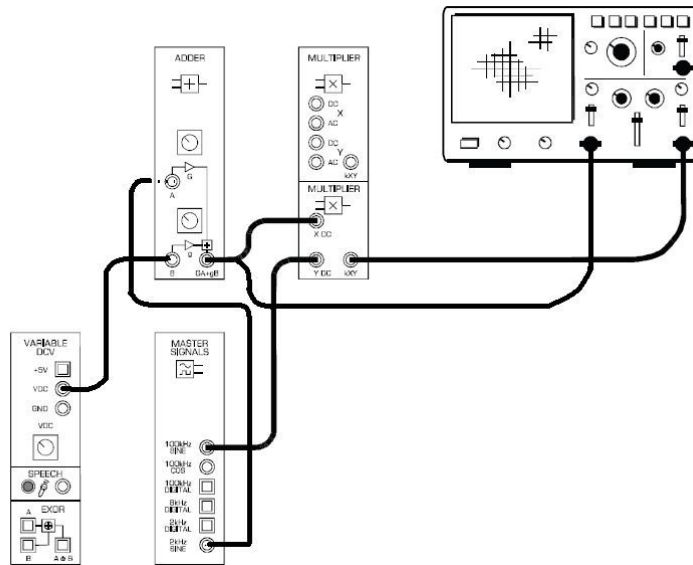 ADDER
G
A
g
B
GA+gB
MULTIPLIER
DC
X
AC
DC
Y
AC
kXY
MULTIPLIER
X DC
Y DC
kXY
VARIABLE
DCV
+5V
VDC
GND
VDC
SPEECH
A
EXOR
B
A⊕B
MASTER
SIGNALS
100kHz
SINE
100kHz
COS
100kHz
DIGITAL
8kHz
DIGITAL
2kHz
DIGITAL
2kHz
SINE